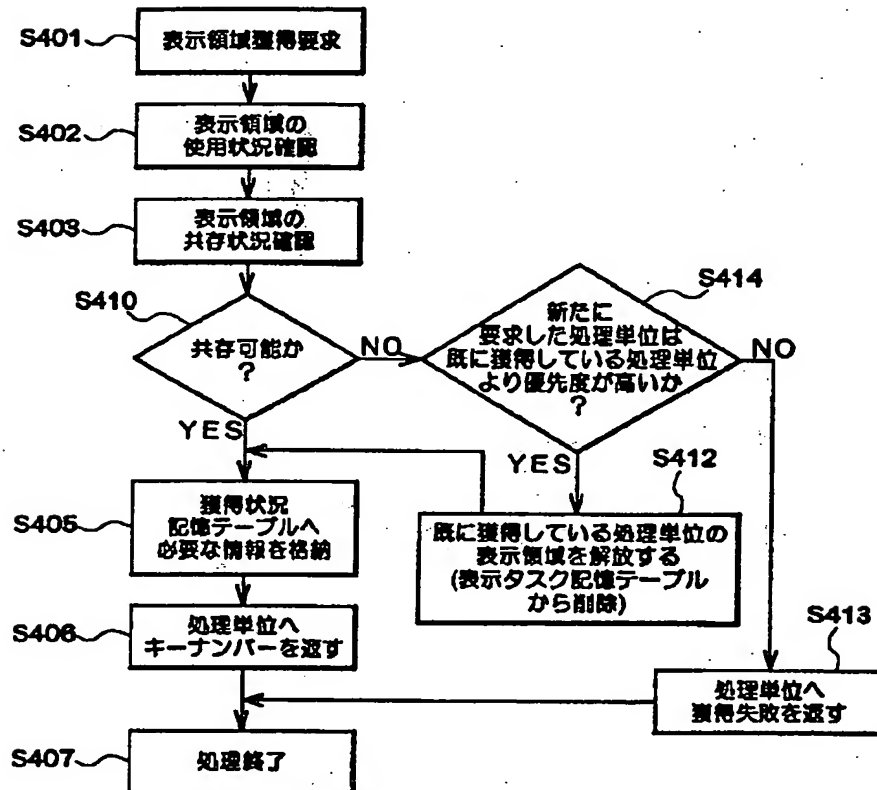 S401
表示領域獲得要求
S402
表示領域の
使用状況確認
S403
表示領域の
共存状況確認
S410
共存可能か
?
NO
YES
S414
新たに
要求した処理単位は
既に獲得している処理単位
より優先度が高いか
?
NO
YES
S412
既に獲得している処理単位の
表示領域を解放する
(表示タスク記憶テーブル
から削除)
S405
獲得状況
記憶テーブルへ
必要な情報を格納
S406
処理単位へ
キーナンバーを返す
S413
処理単位へ
獲得失敗を返す
S407
処理終了